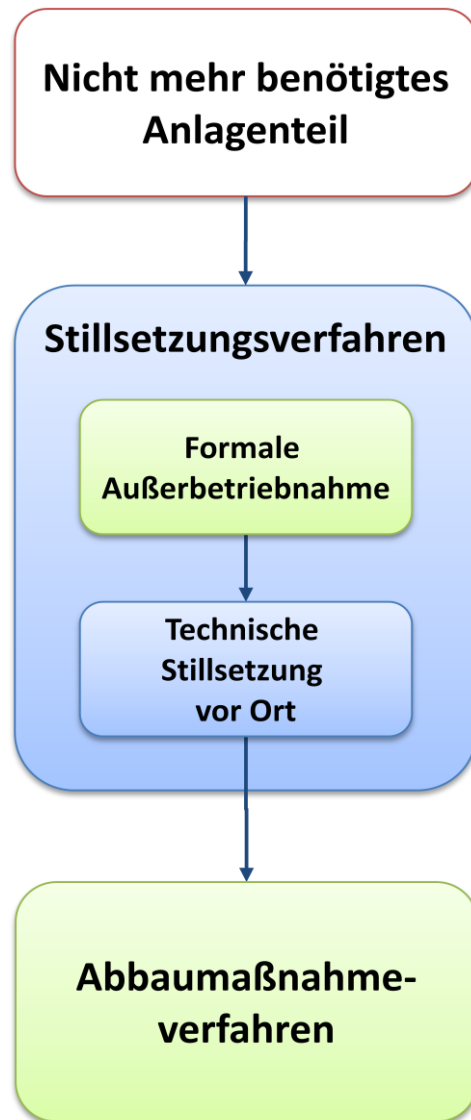 Nicht mehr benötigtes
Anlagenteil
Stillsetzungsverfahren
Formale
Außerbetriebnahme
Technische
Stillsetzung
vor Ort
Abbaumaßnahme-
verfahren